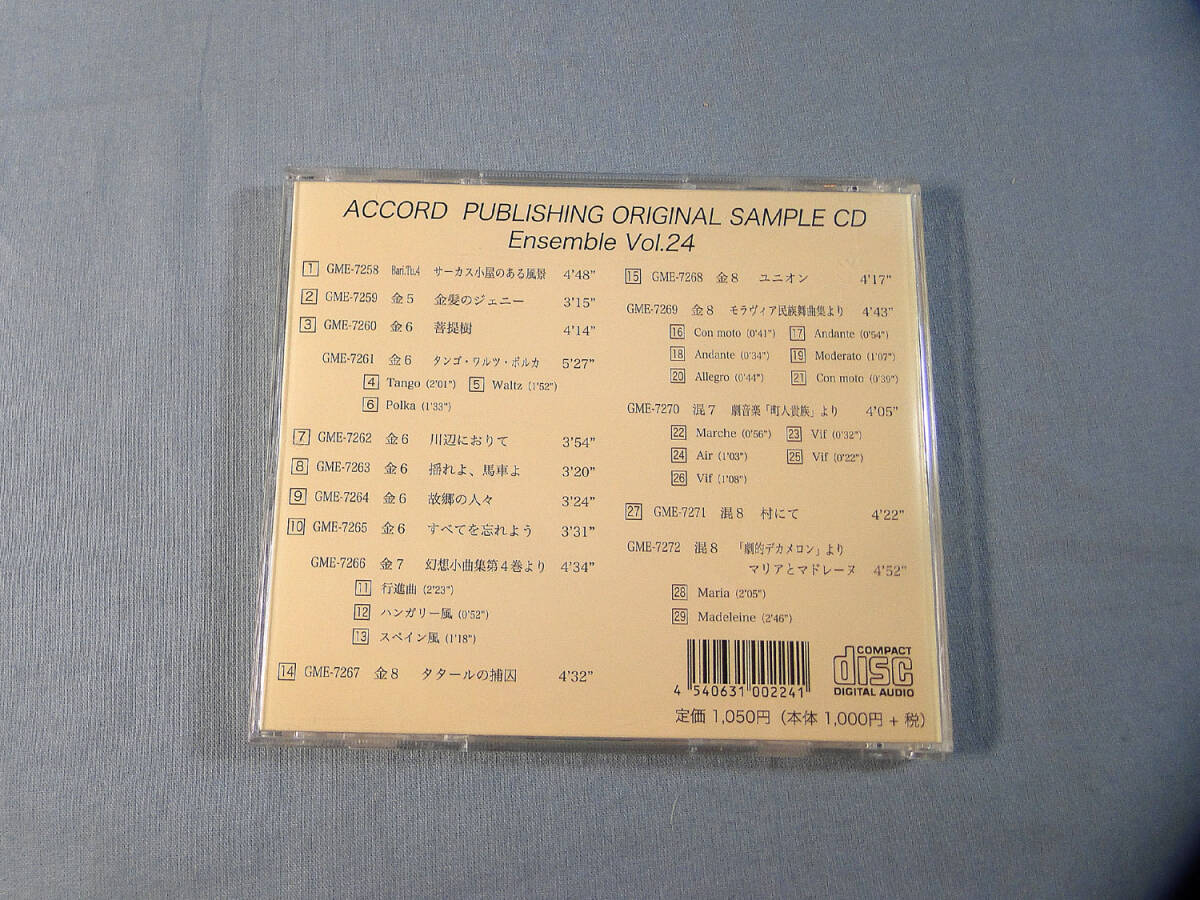 ACCORD PUBLISHING ORIGINAL SAMPLE CD
Ensemble Vol.24
1 GME-7258 Bari.Tu.4 サーカス小屋のある風景 4'48"
2 GME-7259 金5 金髪のジェニー 3'15"
3 GME-7260 金6 菩提樹 4'14"
GME-7261 金6 タンゴ・ワルツ・ポルカ 5'27"
4 Tango (2'01") 5 Waltz (1'52")
6 Polka (1'33")
7 GME-7262 金6 川辺におりて 3'54"
8 GME-7263 金6 揺れよ、馬車よ 3'20"
9 GME-7264 金6 故郷の人々 3'24"
10 GME-7265 金6 すべてを忘れよう 3'31"
GME-7266 金7 幻想小曲集第4巻より 4'34"
11 行進曲 (2'23")
12 ハンガリー風 (0'52")
13 スペイン風 (1'18")
14 GME-7267 金8 タタールの捕囚 4'32"
15 GME-7268 金8 ユニオン 4'17"
GME-7269 金8 モラヴィア民族舞曲集より 4'43"
16 Con moto (0'41") 17 Andante (0'54")
18 Andante (0'34") 19 Moderato (1'07")
20 Allegro (0'44") 21 Con moto (0'39")
GME-7270 混7 劇音楽「町人貴族」より 4'05"
22 Marche (0'56") 23 Vif (0'32")
24 Air (1'03") 25 Vif (0'22")
26 Vif (1'08")
27 GME-7271 混8 村にて 4'22"
GME-7272 混8 「劇的デカメロン」より
マリアとマドレーヌ 4'52"
28 Maria (2'05")
29 Madeleine (2'46")
4 540631 002241
COMPACT
disc
DIGITAL AUDIO
定価 1,050円（本体 1,000円 + 税）